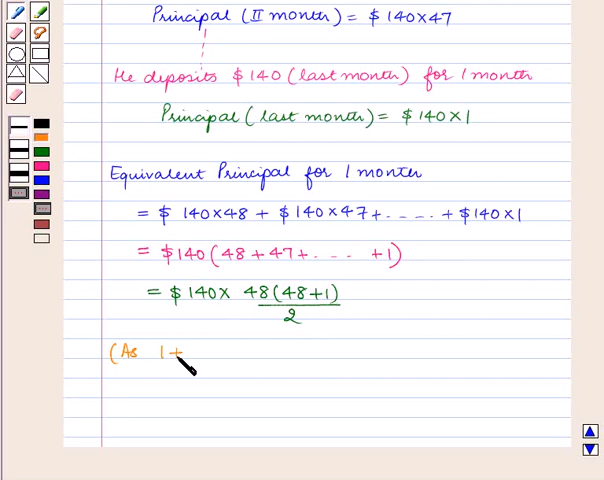 Principal (II month) = $ 140×47
He deposits $140 (last month) for 1 month
Principal (last month) = $ 140×1
Equivalent Principal for 1 month
= $ 140×48 + $140×47 +. . . . . + $140×1
= $140 (48 + 47 +. . . . +1)
= $140× 48(48+1)
2
(As 1+